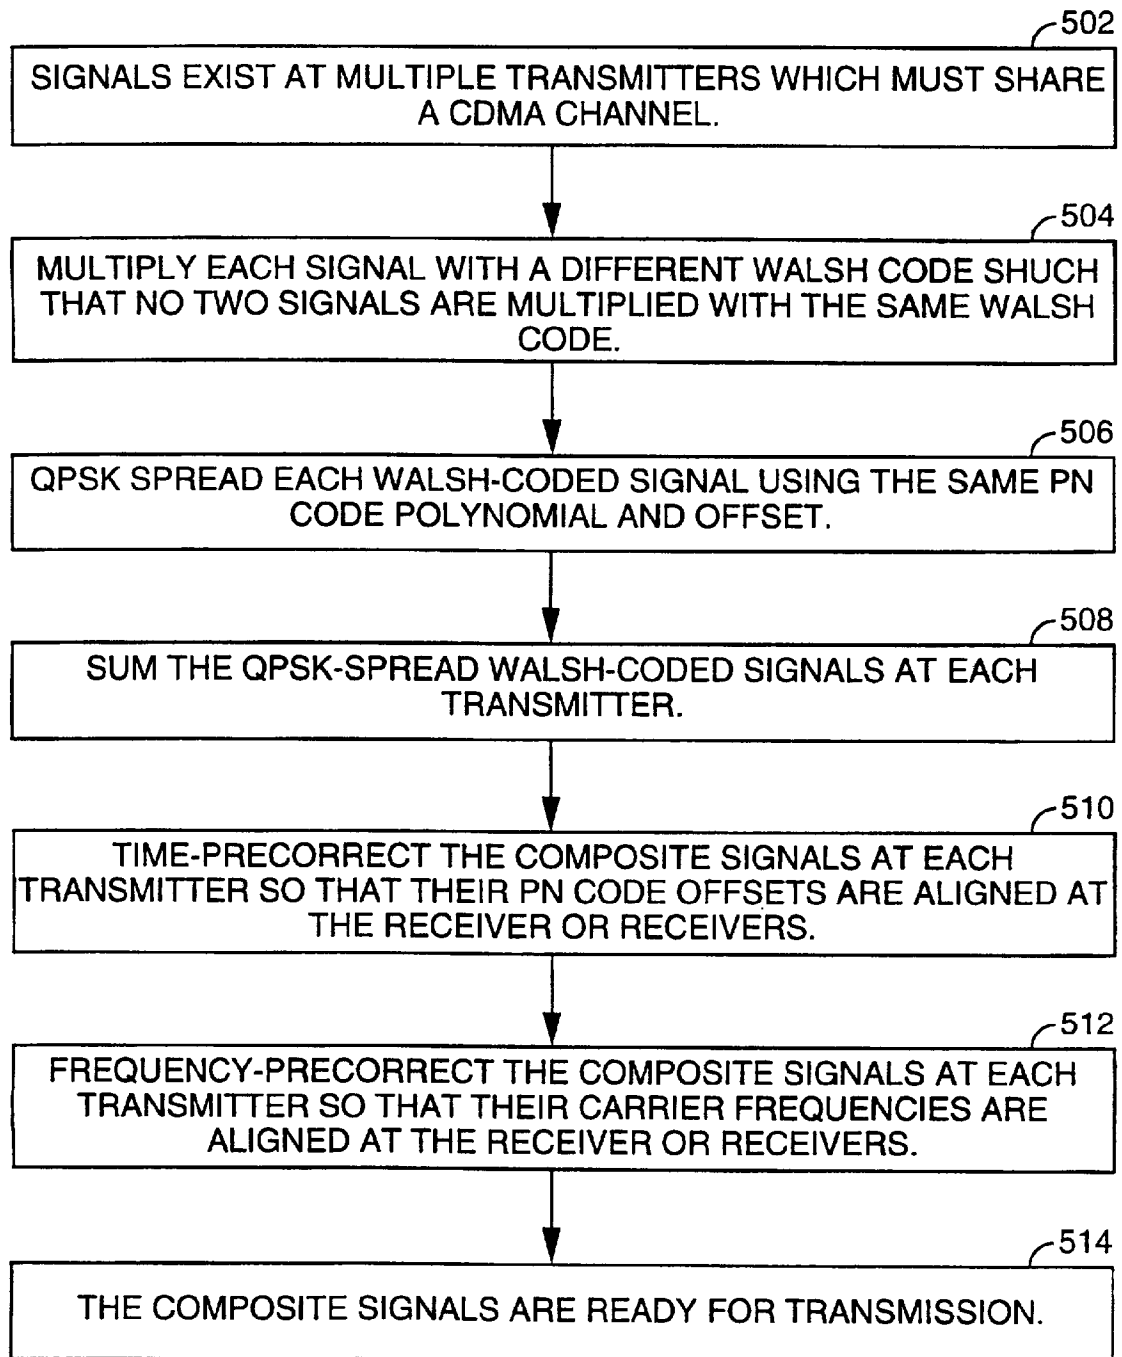 502
SIGNALS EXIST AT MULTIPLE TRANSMITTERS WHICH MUST SHARE
A CDMA CHANNEL.
504
MULTIPLY EACH SIGNAL WITH A DIFFERENT WALSH CODE SHUCH
THAT NO TWO SIGNALS ARE MULTIPLIED WITH THE SAME WALSH
CODE.
506
QPSK SPREAD EACH WALSH-CODED SIGNAL USING THE SAME PN
CODE POLYNOMIAL AND OFFSET.
508
SUM THE QPSK-SPREAD WALSH-CODED SIGNALS AT EACH
TRANSMITTER.
510
TIME-PRECORRECT THE COMPOSITE SIGNALS AT EACH
TRANSMITTER SO THAT THEIR PN CODE OFFSETS ARE ALIGNED AT
THE RECEIVER OR RECEIVERS.
512
FREQUENCY-PRECORRECT THE COMPOSITE SIGNALS AT EACH
TRANSMITTER SO THAT THEIR CARRIER FREQUENCIES ARE
ALIGNED AT THE RECEIVER OR RECEIVERS.
514
THE COMPOSITE SIGNALS ARE READY FOR TRANSMISSION.